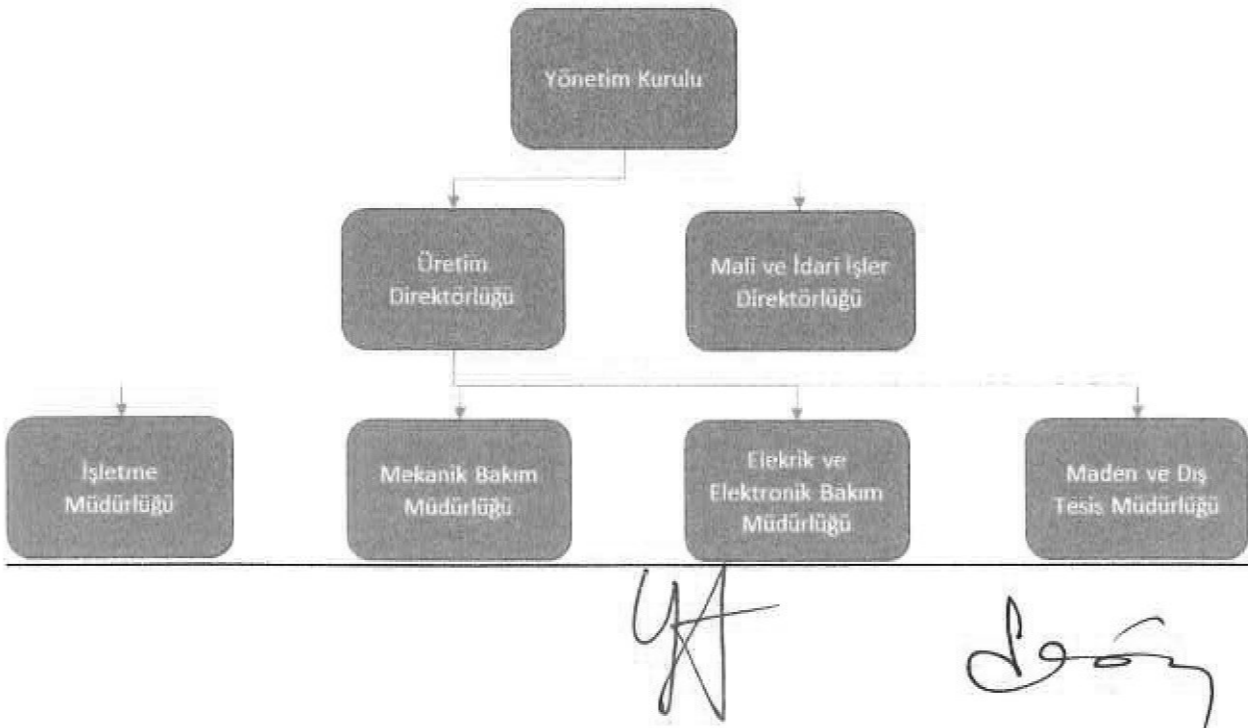 Yönetim Kurulu
Üretim
Direktörlüğü
Mali ve İdari İşler
Direktörlüğü
İşletme
Müdürlüğü
Mekanik Bakım
Müdürlüğü
Elekrik ve
Elektronik Bakım
Müdürlüğü
Maden ve Dış
Tesis Müdürlüğü